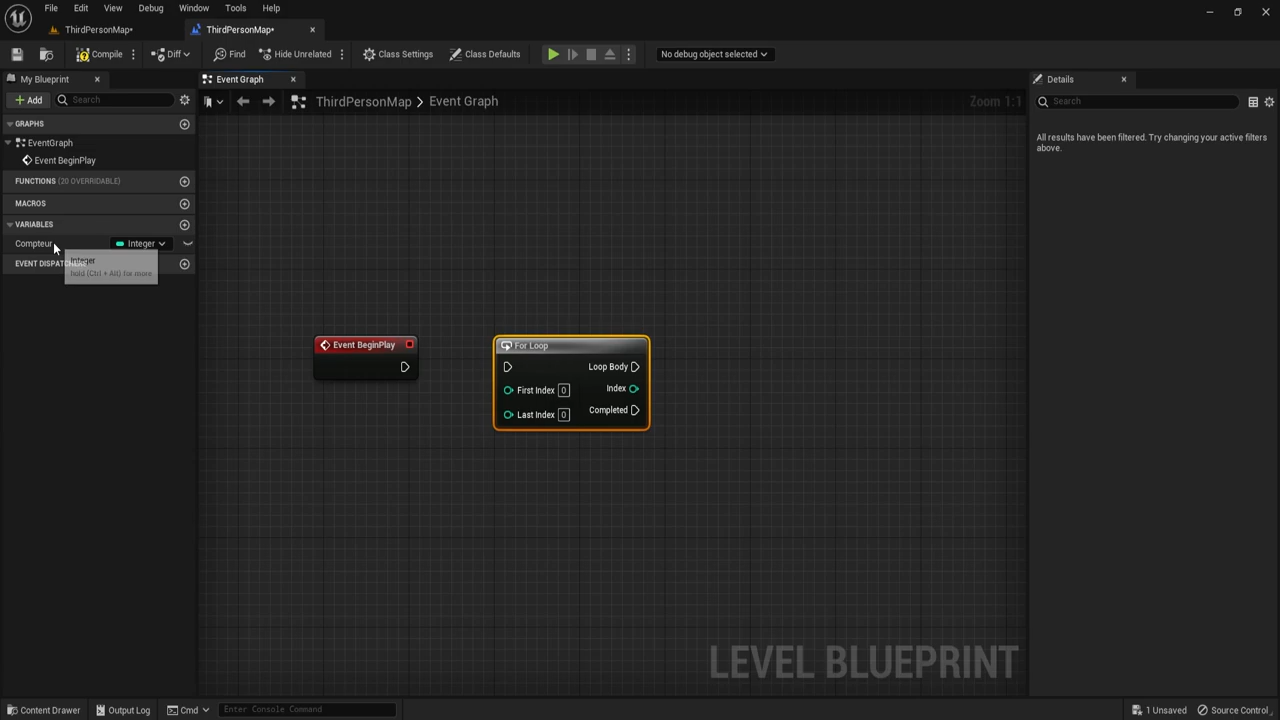 File Edit View Debug Window Tools Help
ThirdPersonMap• ThirdPersonMap•
Compile Diff Find Hide Unrelated Class Settings Class Defaults No debug object selected
My Blueprint Event Graph Details
Add Search ThirdPersonMap > Event Graph Zoom 1:1 Search
GRAPHS
EventGraph
Event BeginPlay
FUNCTIONS (20 OVERRIDABLE)
MACROS
VARIABLES
Compteur Integer
EVENT DISPATCHERS
Integer
hold (Ctrl + Alt) for more
All results have been filtered. Try changing your active filters
above.
Event BeginPlay
For Loop
Loop Body
First Index 0 Index
Last Index 0 Completed
LEVEL BLUEPRINT
Content Drawer Output Log Cmd Enter Console Command 1 Unsaved Source Control